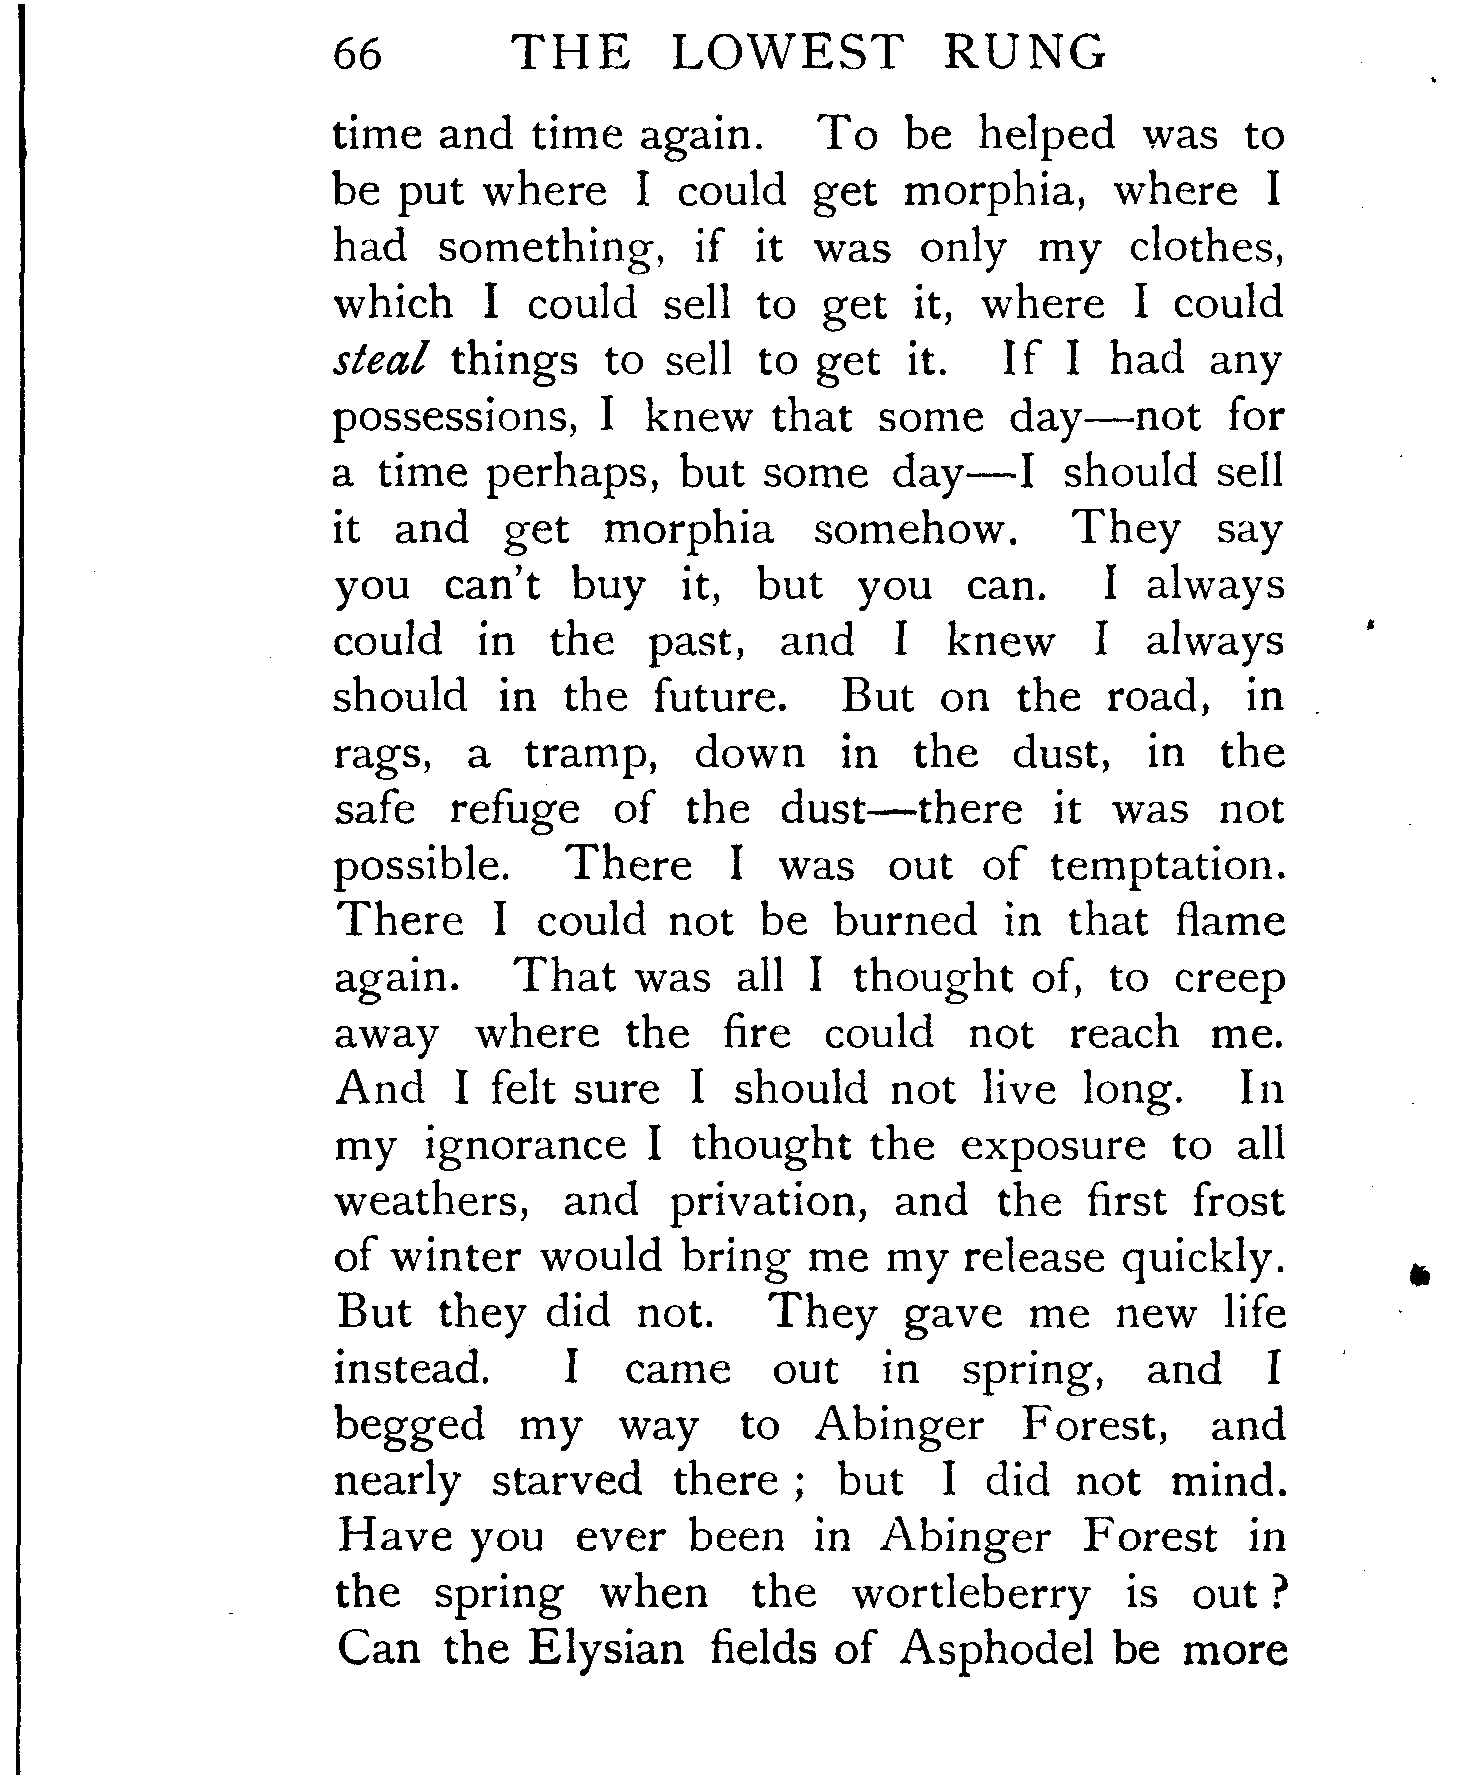 66 THE LOWEST RUNG
time and time again. To be helped was to
be put where I could get morphia, where I
had something, if it was only my clothes,
which I could sell to get it, where I could
steal things to sell to get it. If I had any
possessions, I knew that some day—not for
a time perhaps, but some day—I should sell
it and get morphia somehow. They say
you can't buy it, but you can. I always
could in the past, and I knew I always
should in the future. But on the road, in
rags, a tramp, down in the dust, in the
safe refuge of the dust—there it was not
possible. There I was out of temptation.
There I could not be burned in that flame
again. That was all I thought of, to creep
away where the fire could not reach me.
And I felt sure I should not live long. In
my ignorance I thought the exposure to all
weathers, and privation, and the first frost
of winter would bring me my release quickly.
But they did not. They gave me new life
instead. I came out in spring, and I
begged my way to Abinger Forest, and
nearly starved there ; but I did not mind.
Have you ever been in Abinger Forest in
the spring when the wortleberry is out ?
Can the Elysian fields of Asphodel be more